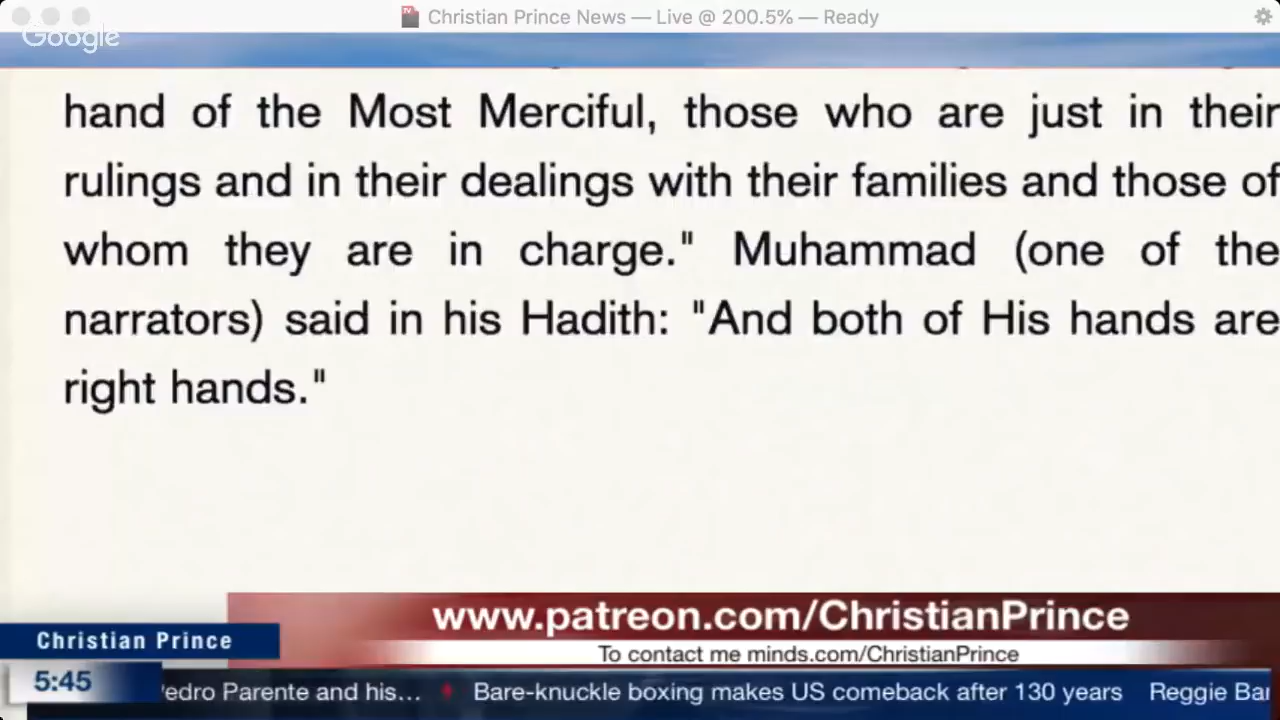 Christian Prince News — Live @ 200.5% — Ready
Google
hand of the Most Merciful, those who are just in their
rulings and in their dealings with their families and those of
whom they are in charge." Muhammad (one of the
narrators) said in his Hadith: "And both of His hands are
right hands."
www.patreon.com/ChristianPrince
Christian Prince
To contact me minds.com/ChristianPrince
5:45
edro Parente and his... Bare-knuckle boxing makes US comeback after 130 years Reggie